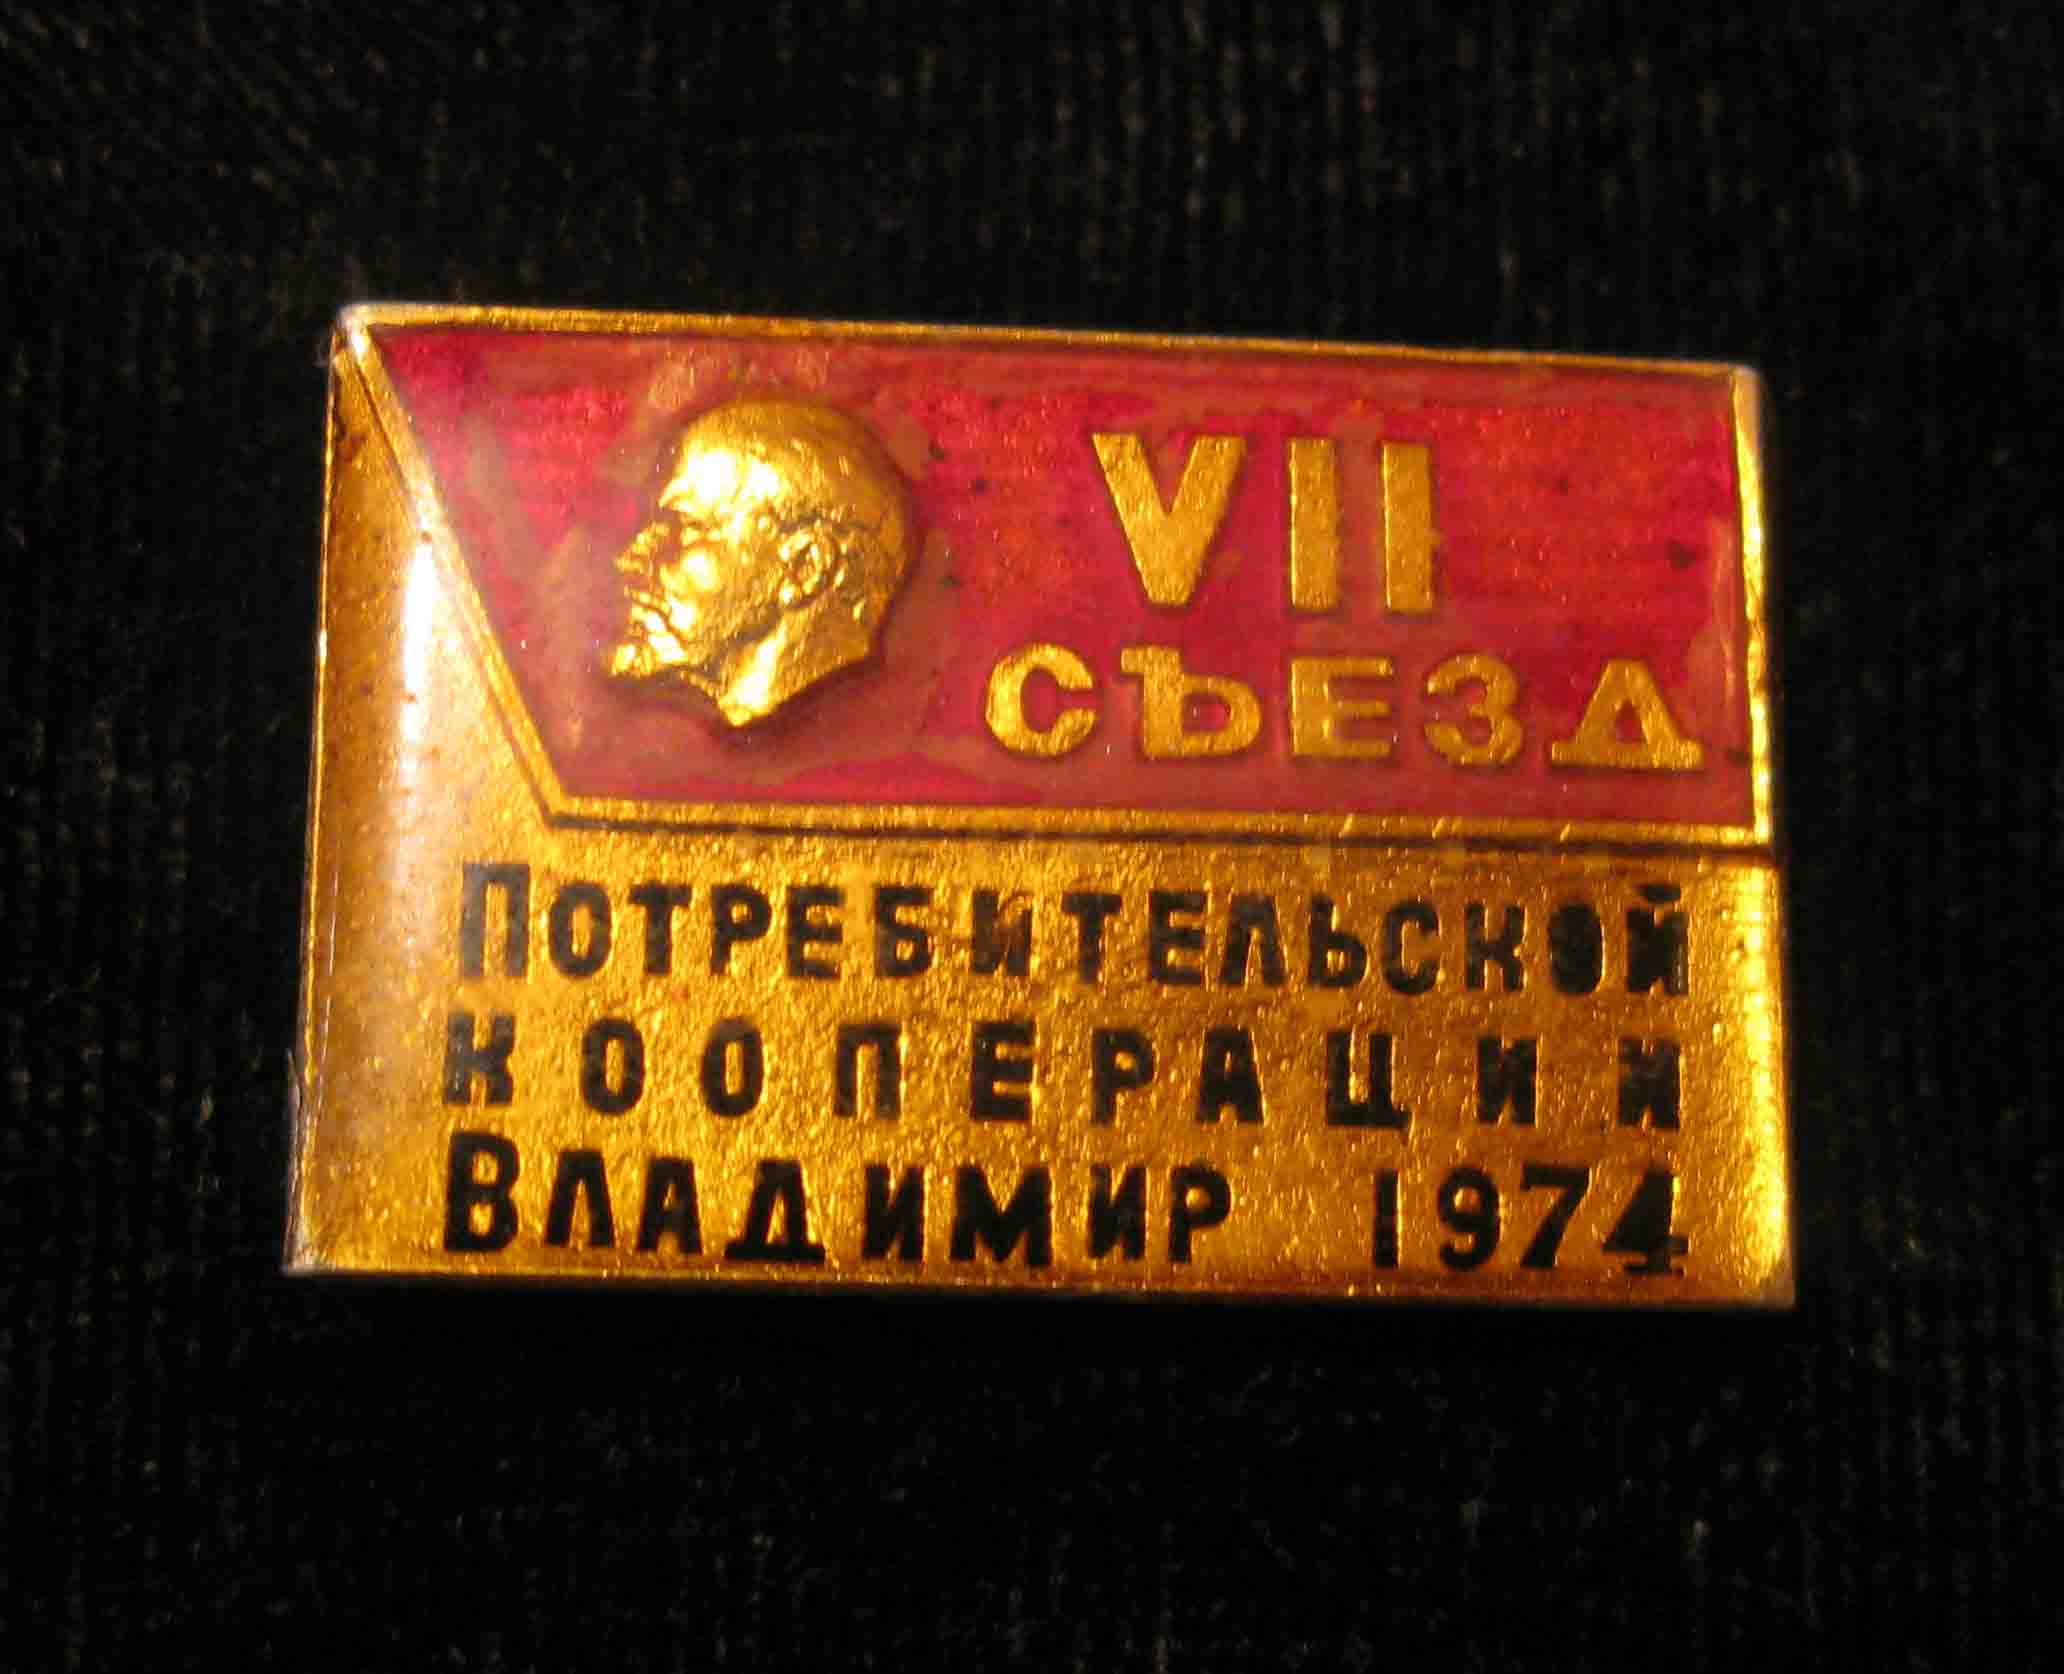 VII
СЪЕЗД
ПОТРЕБИТЕЛЬСКОЙ
КООПЕРАЦИИ
ВЛАДИМИР 1974